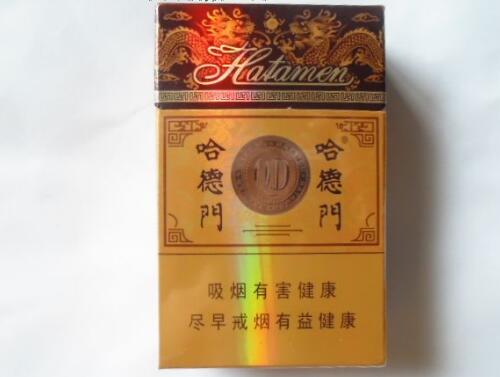 Hatamen
哈德門
哈德門®
吸烟有害健康
尽早戒烟有益健康